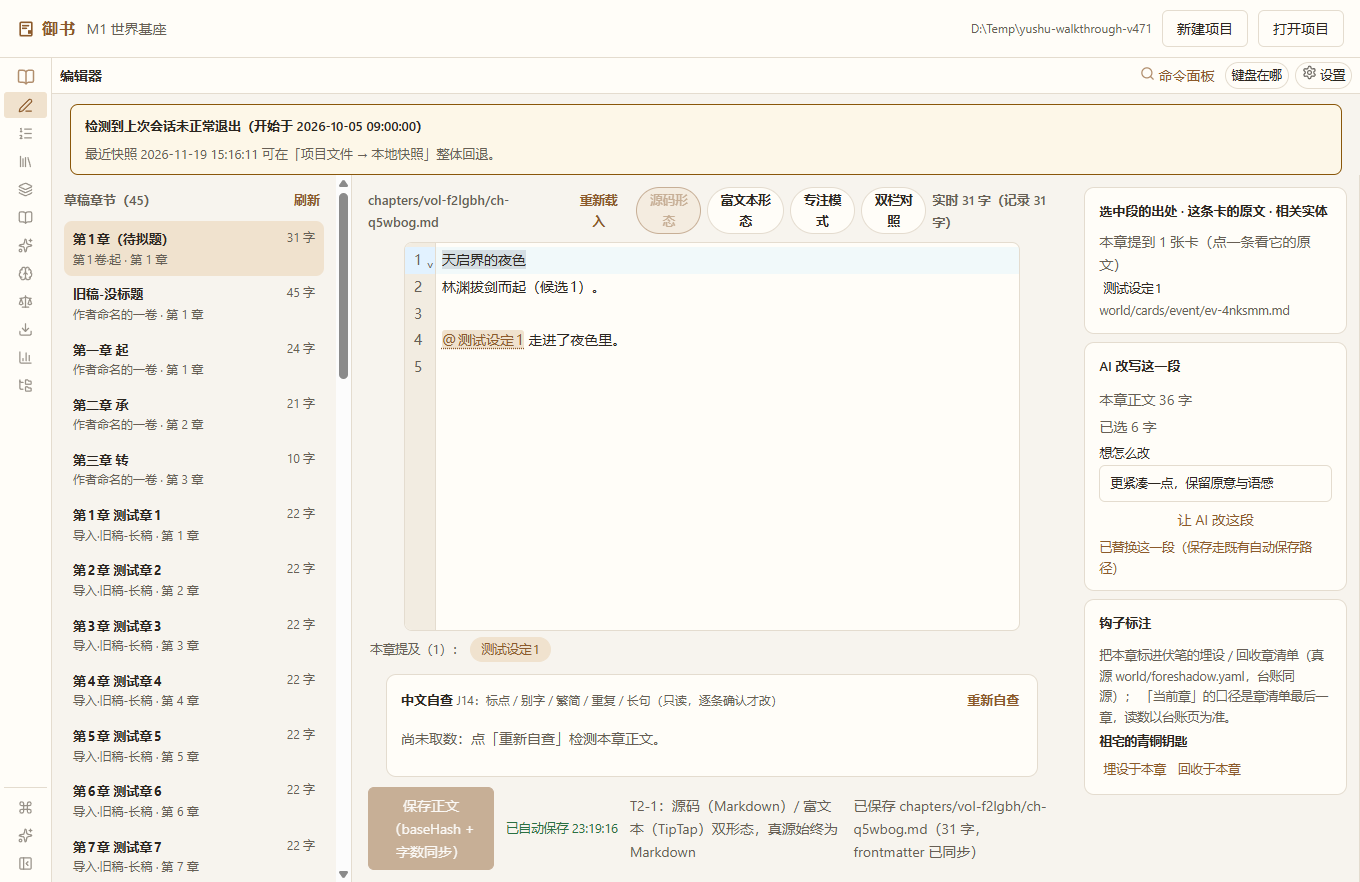 御书 M1 世界基座
D:\Temp\yushu-walkthrough-v471 新建项目 打开项目
编辑器
命令面板 键盘在哪 设置
检测到上次会话未正常退出（开始于 2026-10-05 09:00:00）
最近快照 2026-11-19 15:16:11 可在「项目文件 → 本地快照」整体回退。
草稿章节（45） 刷新
第1章（待拟题） 31 字
第1卷·起 · 第 1 章
旧稿-没标题 45 字
作者命名的一卷 · 第 1 章
第一章 起 24 字
作者命名的一卷 · 第 1 章
第二章 承 21 字
作者命名的一卷 · 第 2 章
第三章 转 10 字
作者命名的一卷 · 第 3 章
第1章 测试章1 22 字
导入·旧稿-长稿 · 第 1 章
第2章 测试章2 22 字
导入·旧稿-长稿 · 第 2 章
第3章 测试章3 22 字
导入·旧稿-长稿 · 第 3 章
第4章 测试章4 22 字
导入·旧稿-长稿 · 第 4 章
第5章 测试章5 22 字
导入·旧稿-长稿 · 第 5 章
第6章 测试章6 22 字
导入·旧稿-长稿 · 第 6 章
第7章 测试章7 22 字
导入·旧稿-长稿 · 第 7 章
chapters/vol-f2lgbh/ch-
q5wbog.md
重新载
入
源码形
态
富文本形
态
专注模
式
双栏对
照
实时 31 字（记录 31
字）
1 天启界的夜色
2 林渊拔剑而起（候选1）。
3
4 @测试设定1 走进了夜色里。
5
本章提及（1）： 测试设定1
中文自查 J14：标点 / 别字 / 繁简 / 重复 / 长句（只读，逐条确认才改） 重新自查
尚未取数：点「重新自查」检测本章正文。
保存正文
（baseHash +
字数同步）
已自动保存 23:19:16
T2-1：源码（Markdown）/ 富文
本（TipTap）双形态，真源始终为
Markdown
已保存 chapters/vol-f2lgbh/ch-
q5wbog.md（31 字，
frontmatter 已同步）
选中段的出处 · 这条卡的原文 · 相关实体
本章提到 1 张卡（点一条看它的原
文）
测试设定1
world/cards/event/ev-4nksmm.md
AI 改写这一段
本章正文 36 字
已选 6 字
想怎么改
更紧凑一点，保留原意与语感
让 AI 改这段
已替换这一段（保存走既有自动保存路
径）
钩子标注
把本章标进伏笔的埋设 / 回收章清单（真
源 world/foreshadow.yaml，台账同
源）；「当前章」的口径是章清单最后一
章，读数以台账页为准。
祖宅的青铜钥匙
埋设于本章 回收于本章